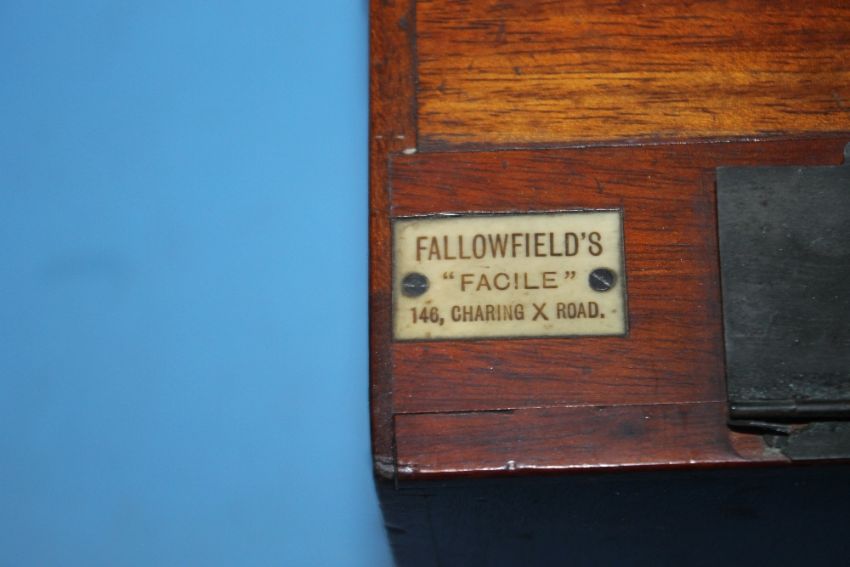 FALLOWFIELD'S
"FACILE"
146, CHARING X ROAD.